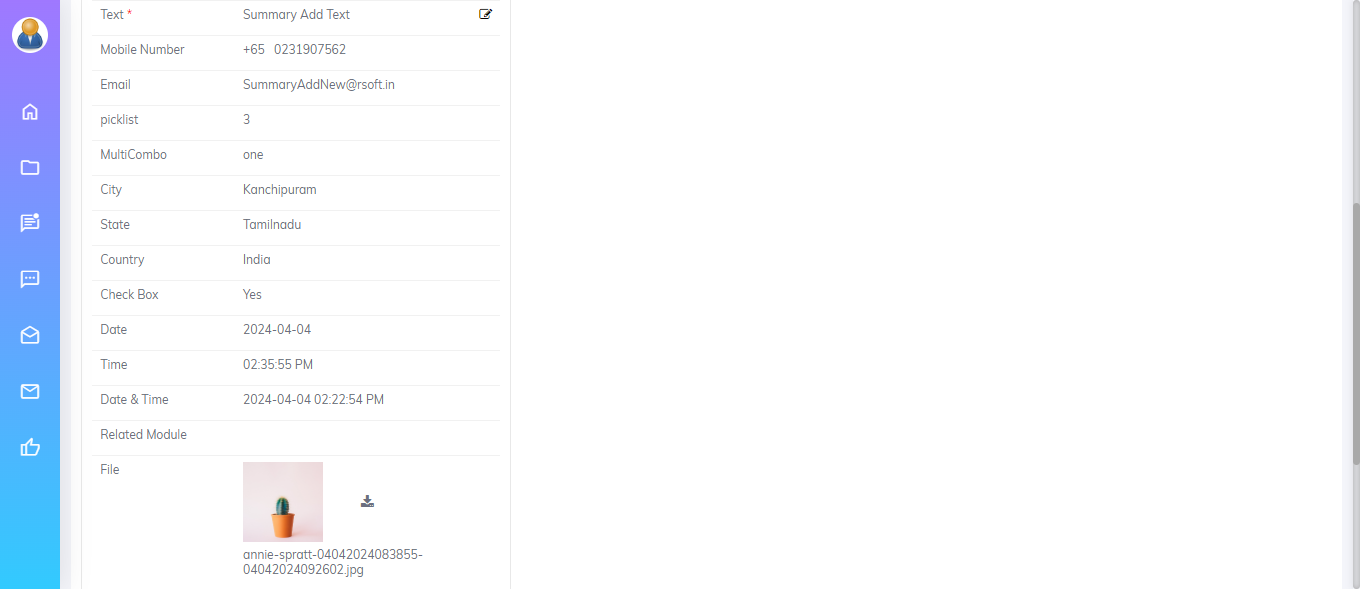 Text * Summary Add Text
Mobile Number +65 0231907562
Email SummaryAddNew@rsoft.in
picklist 3
MultiCombo one
City Kanchipuram
State Tamilnadu
Country India
Check Box Yes
Date 2024-04-04
Time 02:35:55 PM
Date & Time 2024-04-04 02:22:54 PM
Related Module
File
annie-spratt-04042024083855-
04042024092602.jpg